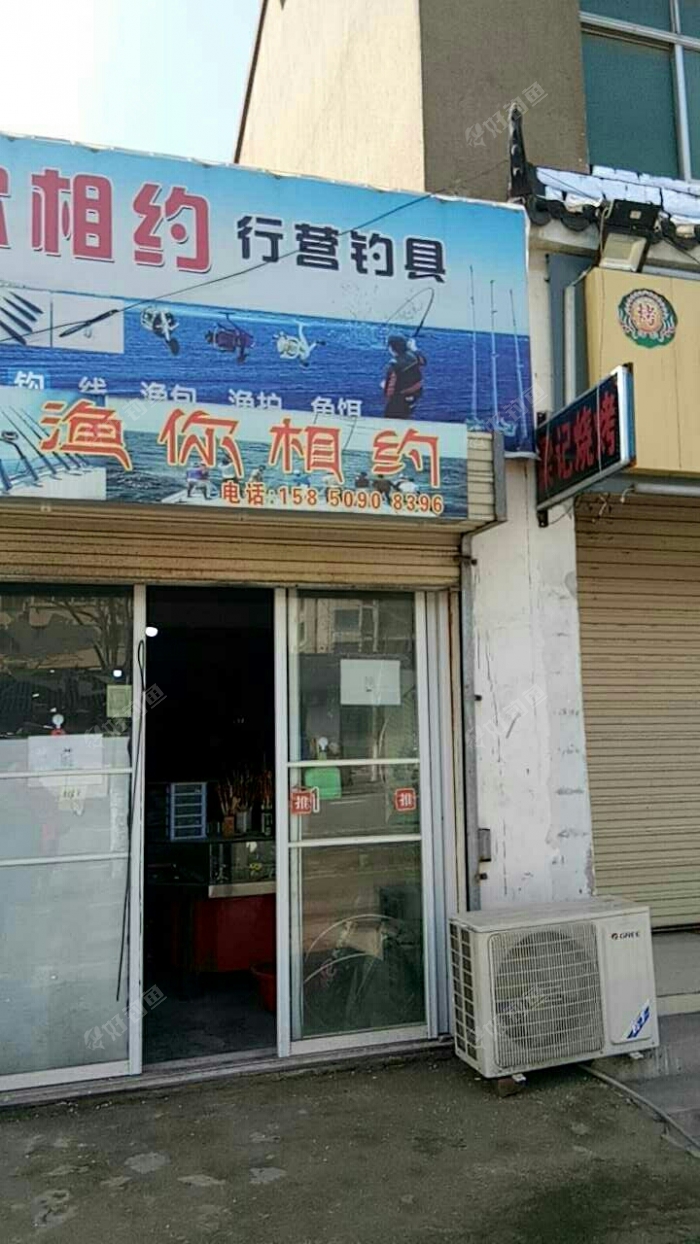 相约 行营钓具
钩 线 渔包 渔护 鱼饵
渔你相约
电话:158 5090 8396
记烧烤
烤
推
推
GREE